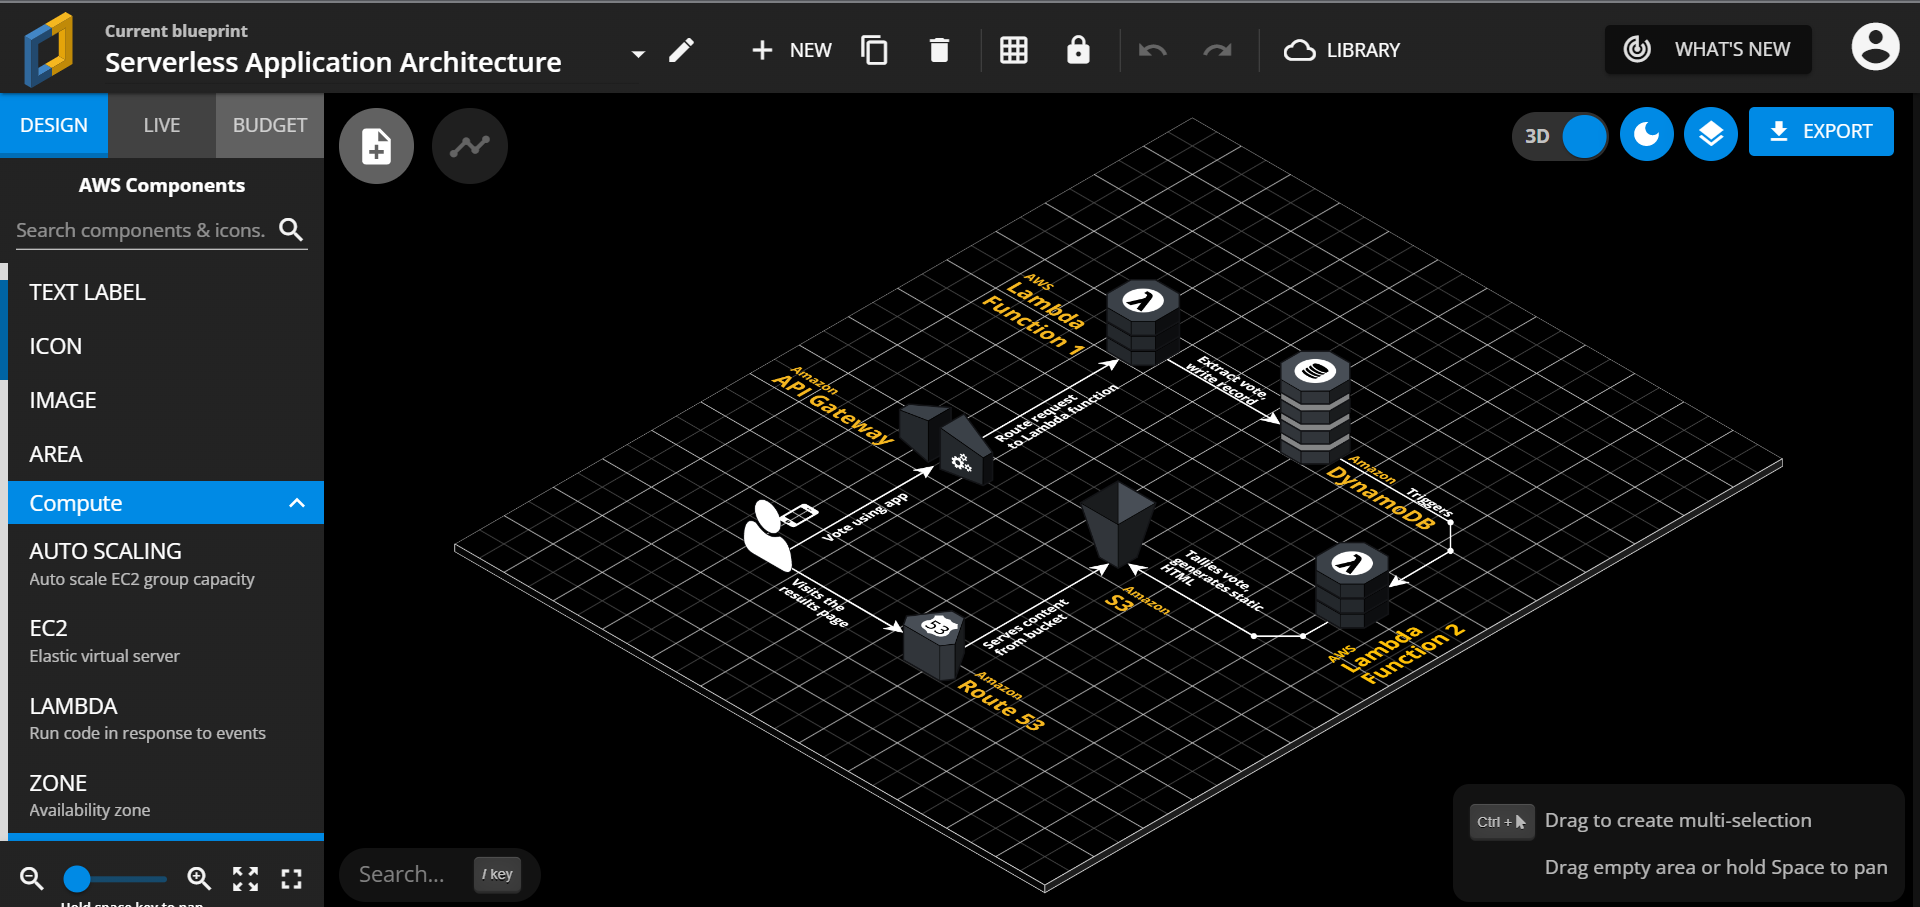 Current blueprint
Serverless Application Architecture
NEW
LIBRARY
WHAT'S NEW
DESIGN
LIVE
BUDGET
AWS Components
Search components & icons.
TEXT LABEL
ICON
IMAGE
AREA
Compute
AUTO SCALING
Auto scale EC2 group capacity
EC2
Elastic virtual server
LAMBDA
Run code in response to events
ZONE
Availability zone
Hold space key to pan
3D
EXPORT
AWS
Lambda
Function 1
Extract vote,
write record
Amazon
API Gateway
Route request
to Lambda function
Amazon
DynamoDB
Triggers
Vote using app
Tallies vote,
generates static
HTML
Visits the
results page
Amazon
S3
53
Serves content
from bucket
AWS
Lambda
Function 2
Amazon
Route 53
Search...
/ key
Ctrl +
Drag to create multi-selection
Drag empty area or hold Space to pan